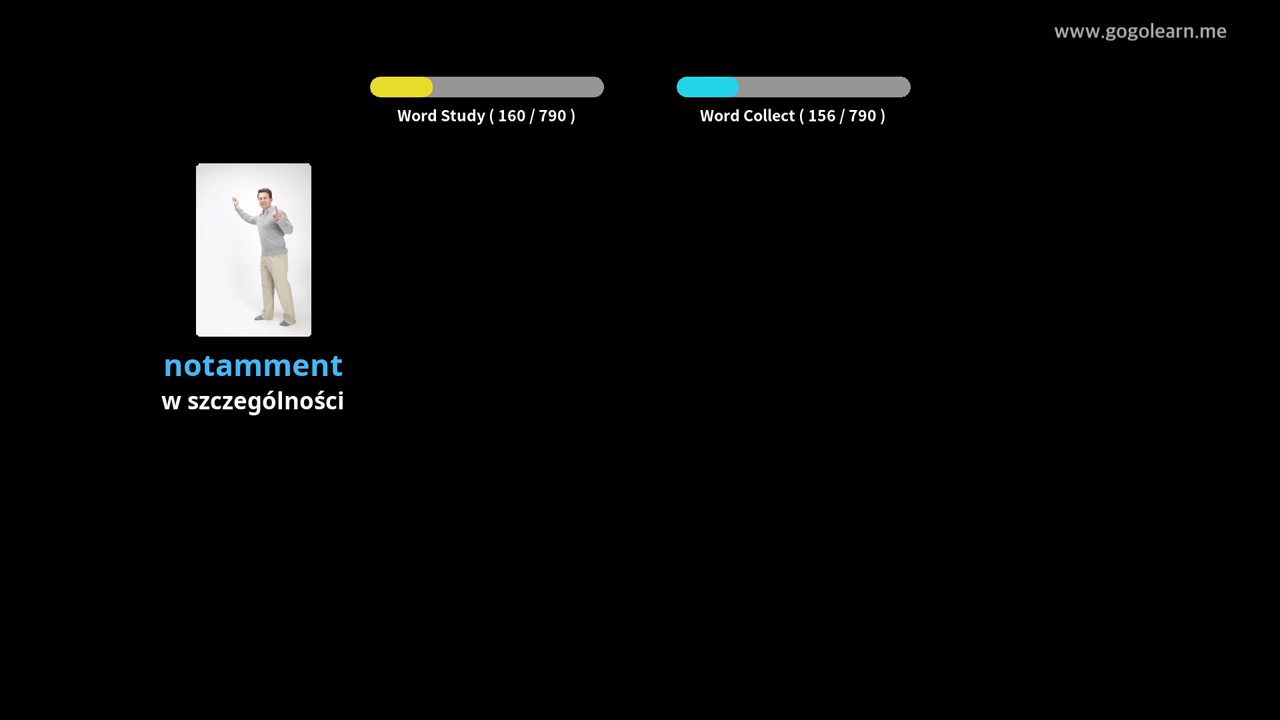 www.gogolearn.me
Word Study ( 160 / 790 )
Word Collect ( 156 / 790 )
notamment
w szczególności